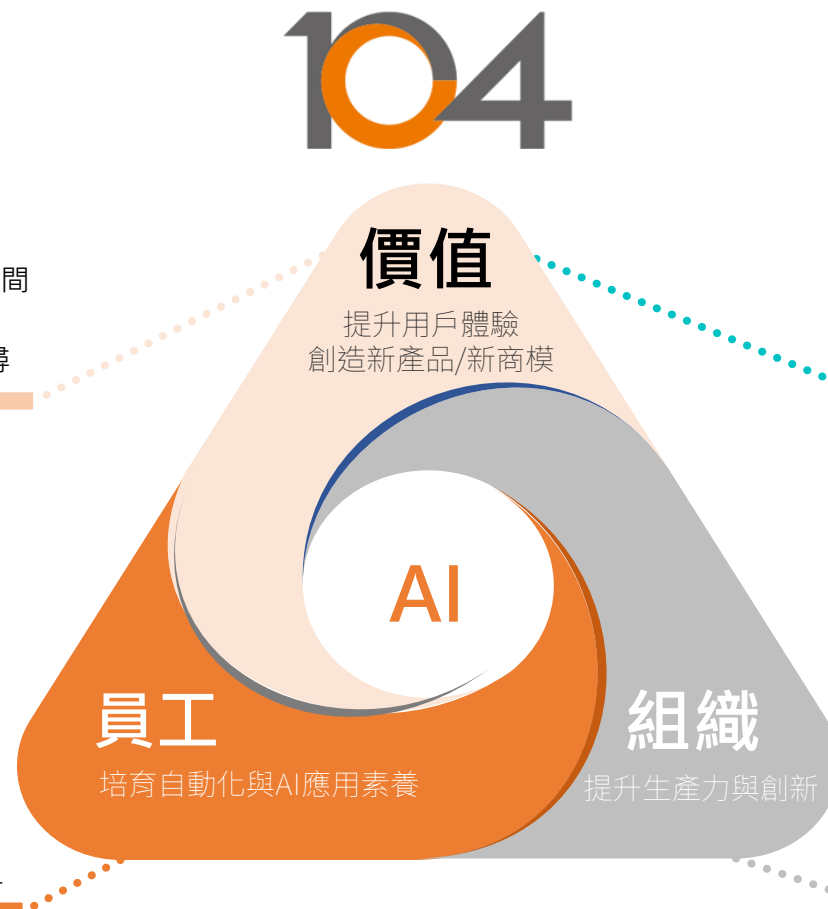 104
價值
間
提升用戶體驗
尋
創造新產品/新商模
AI
員工
組織
培育自動化與AI應用素養
提升生產力與創新